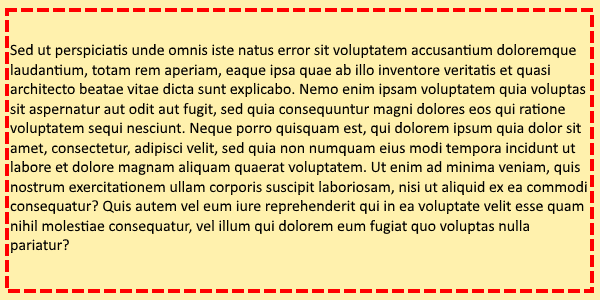 Sed ut perspiciatis unde omnis iste natus error sit voluptatem accusantium doloremque
laudantium, totam rem aperiam, eaque ipsa quae ab illo inventore veritatis et quasi
architecto beatae vitae dicta sunt explicabo. Nemo enim ipsam voluptatem quia voluptas
sit aspernatur aut odit aut fugit, sed quia consequuntur magni dolores eos qui ratione
voluptatem sequi nesciunt. Neque porro quisquam est, qui dolorem ipsum quia dolor sit
amet, consectetur, adipisci velit, sed quia non numquam eius modi tempora incidunt ut
labore et dolore magnam aliquam quaerat voluptatem. Ut enim ad minima veniam, quis
nostrum exercitationem ullam corporis suscipit laboriosam, nisi ut aliquid ex ea commodi
consequatur? Quis autem vel eum iure reprehenderit qui in ea voluptate velit esse quam
nihil molestiae consequatur, vel illum qui dolorem eum fugiat quo voluptas nulla
pariatur?